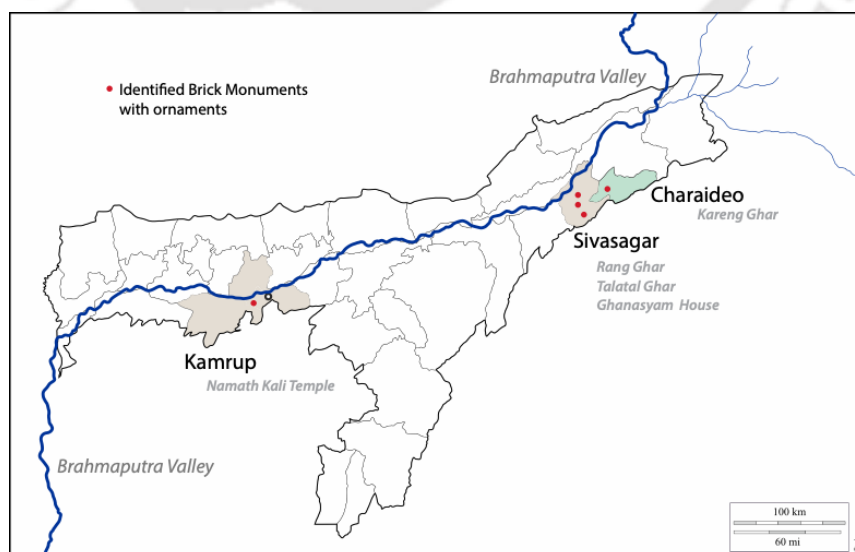 Brahmaputra Valley
Identified Brick Monuments
with ornaments
Charaideo
Kareng Ghar
Sivasagar
Rang Ghar
Talatal Ghar
Ghanasyam House
Kamrup
Namath Kali Temple
Brahmaputra Valley
100 km
60 mi